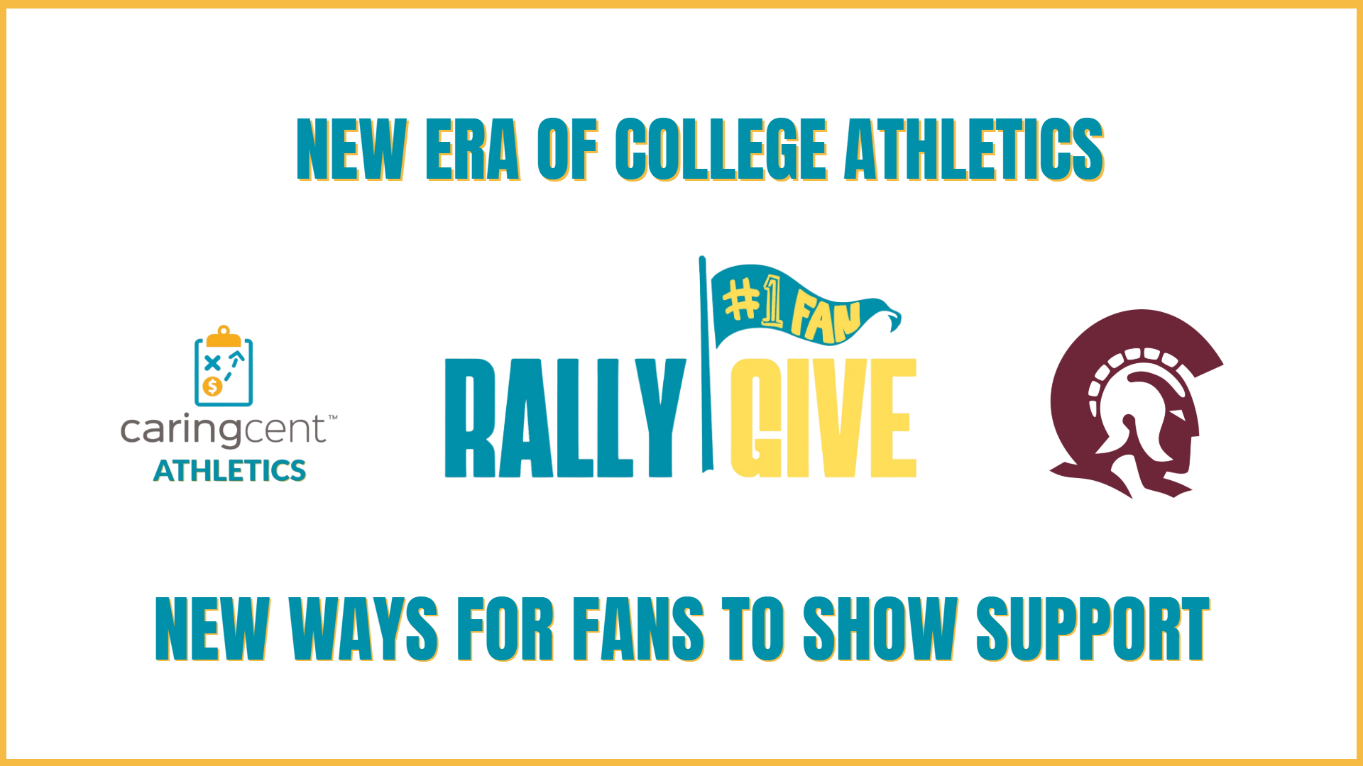 NEW ERA OF COLLEGE ATHLETICS
#1 FAN
RALLY GIVE
caringcent™
ATHLETICS
NEW WAYS FOR FANS TO SHOW SUPPORT